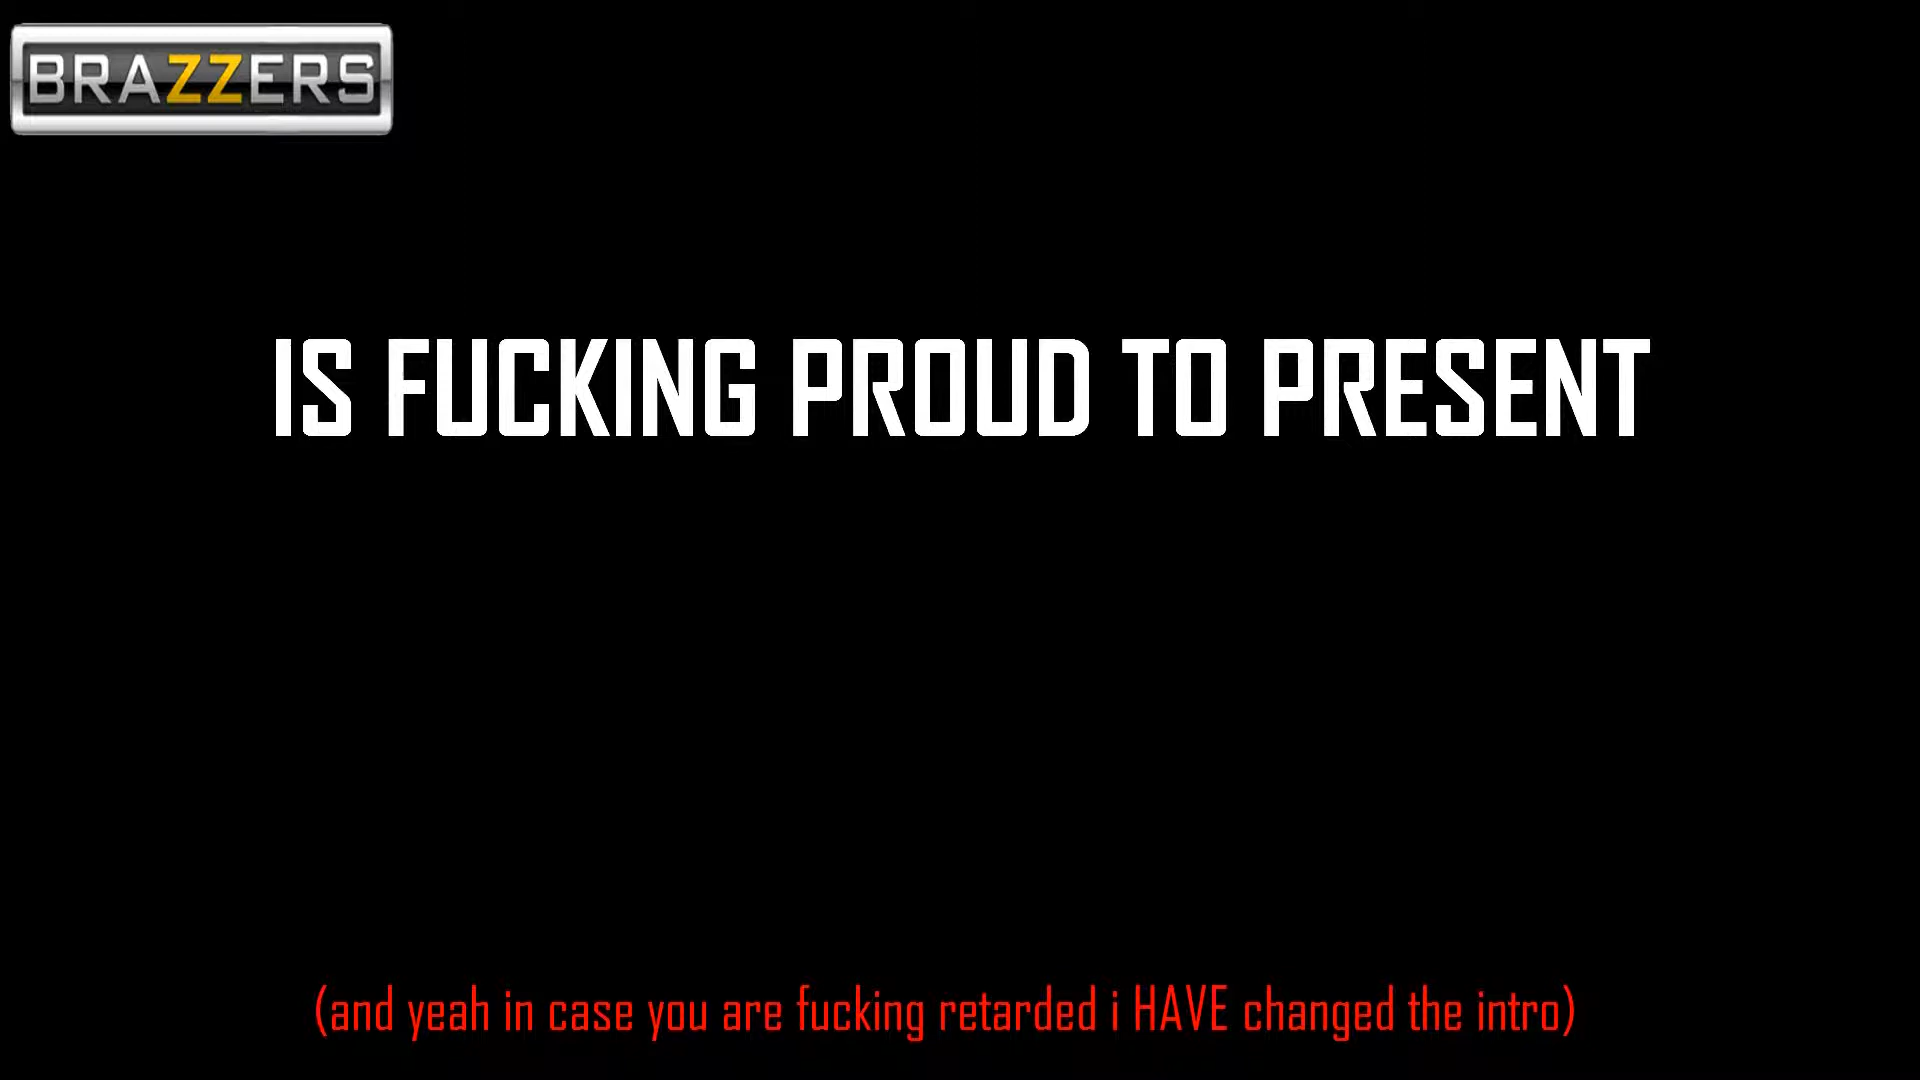 BRAZZERS
IS FUCKING PROUD TO PRESENT
(and yeah in case you are fucking retarded i HAVE changed the intro)